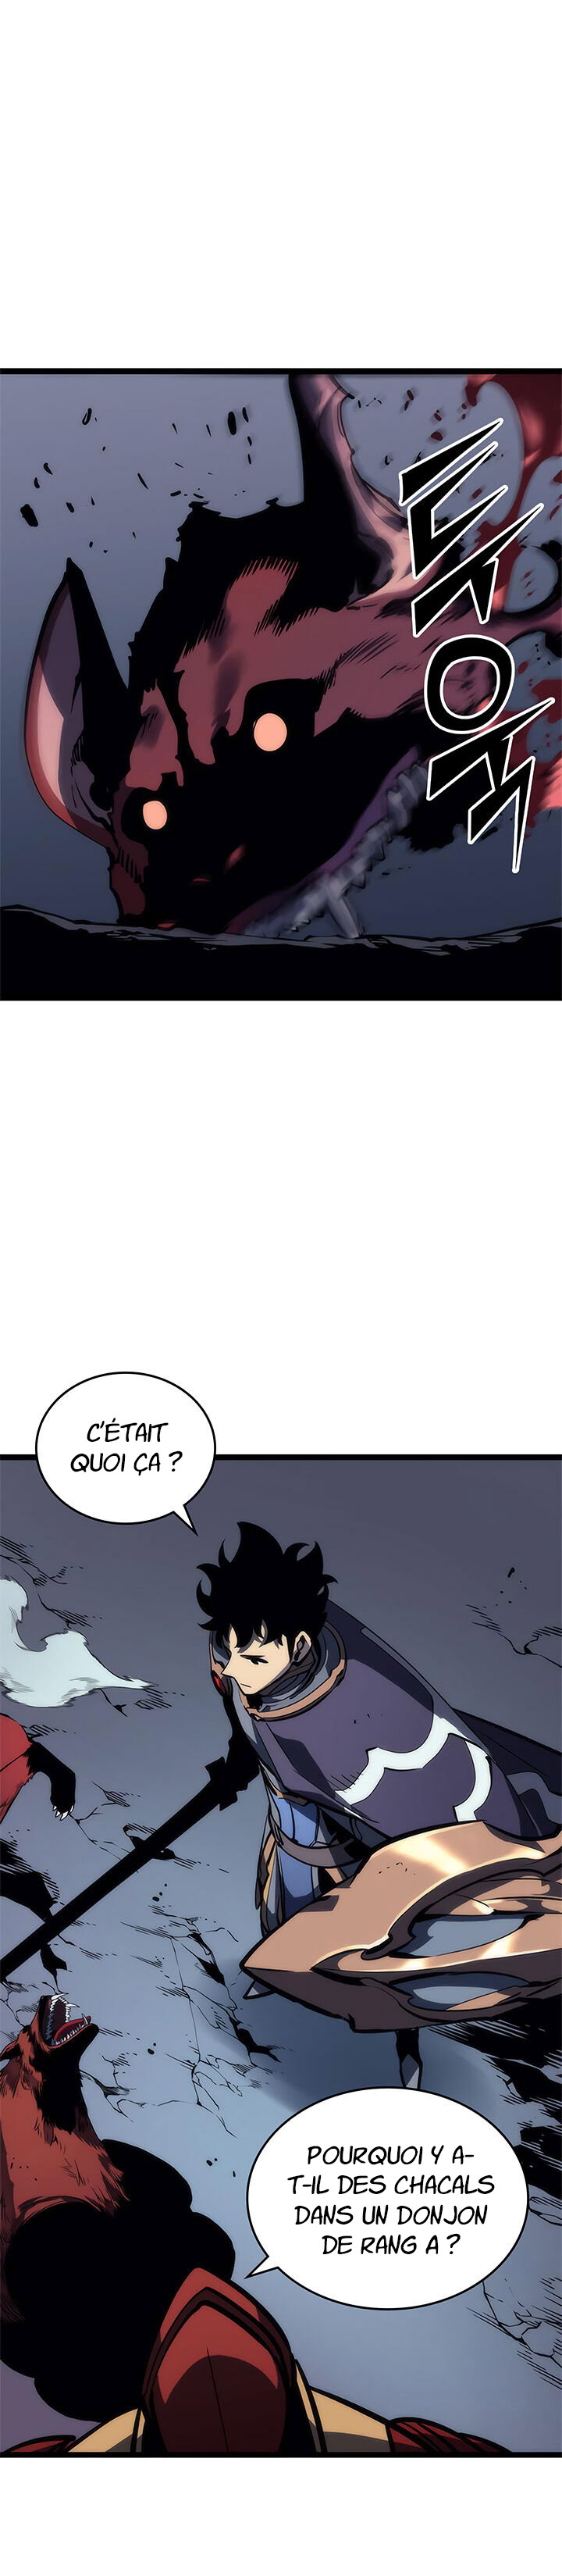 C'ÉTAIT
QUOI ÇA ?
POURQUOI Y A-
T-IL DES CHACALS
DANS UN DONJON
DE RANG A ?